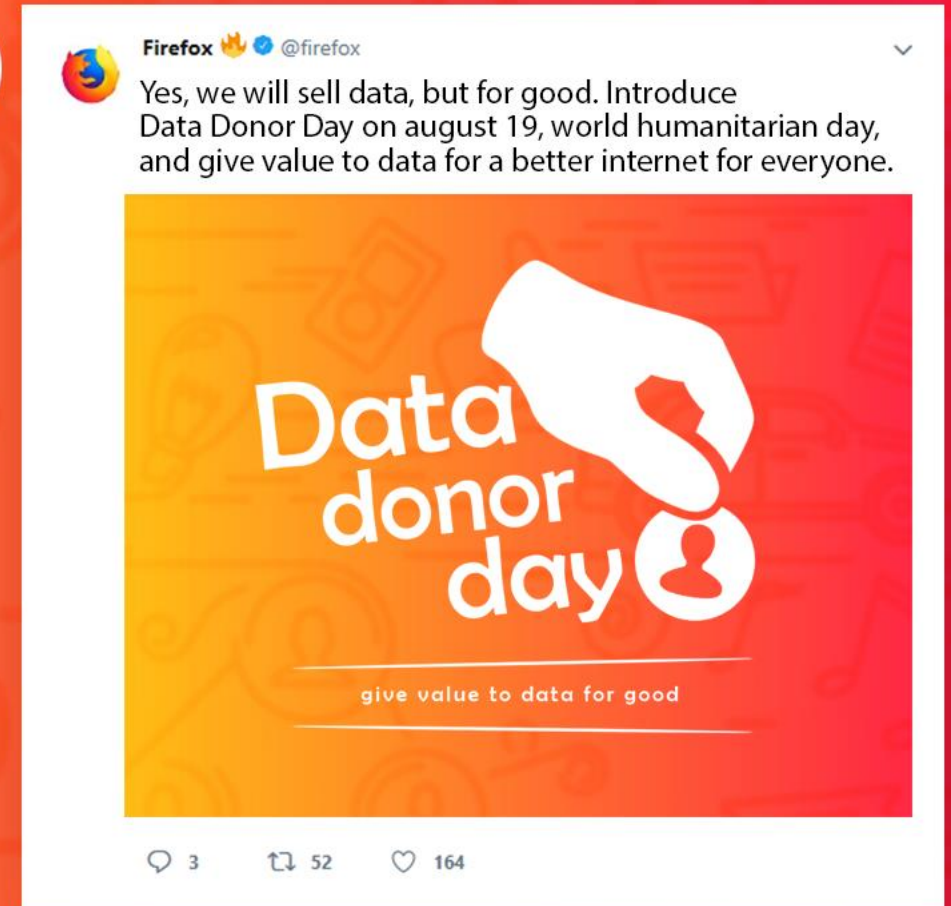 Firefox 🔥 @firefox
Yes, we will sell data, but for good. Introduce
Data Donor Day on august 19, world humanitarian day,
and give value to data for a better internet for everyone.
Data
donor
day
give value to data for good
3 52 164